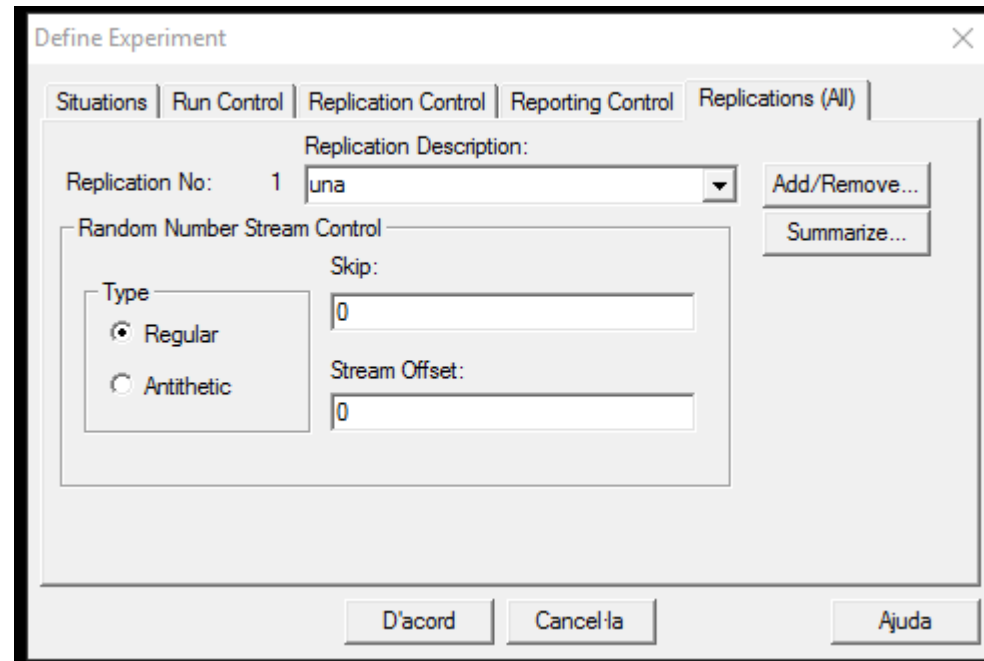 Define Experiment
Situations Run Control Replication Control Reporting Control Replications (All)
Replication Description:
Replication No: 1 una Add/Remove...
Random Number Stream Control Summarize...
Skip:
Type
0
Regular
Stream Offset:
Antithetic
0
D'acord Cancel·la Ajuda